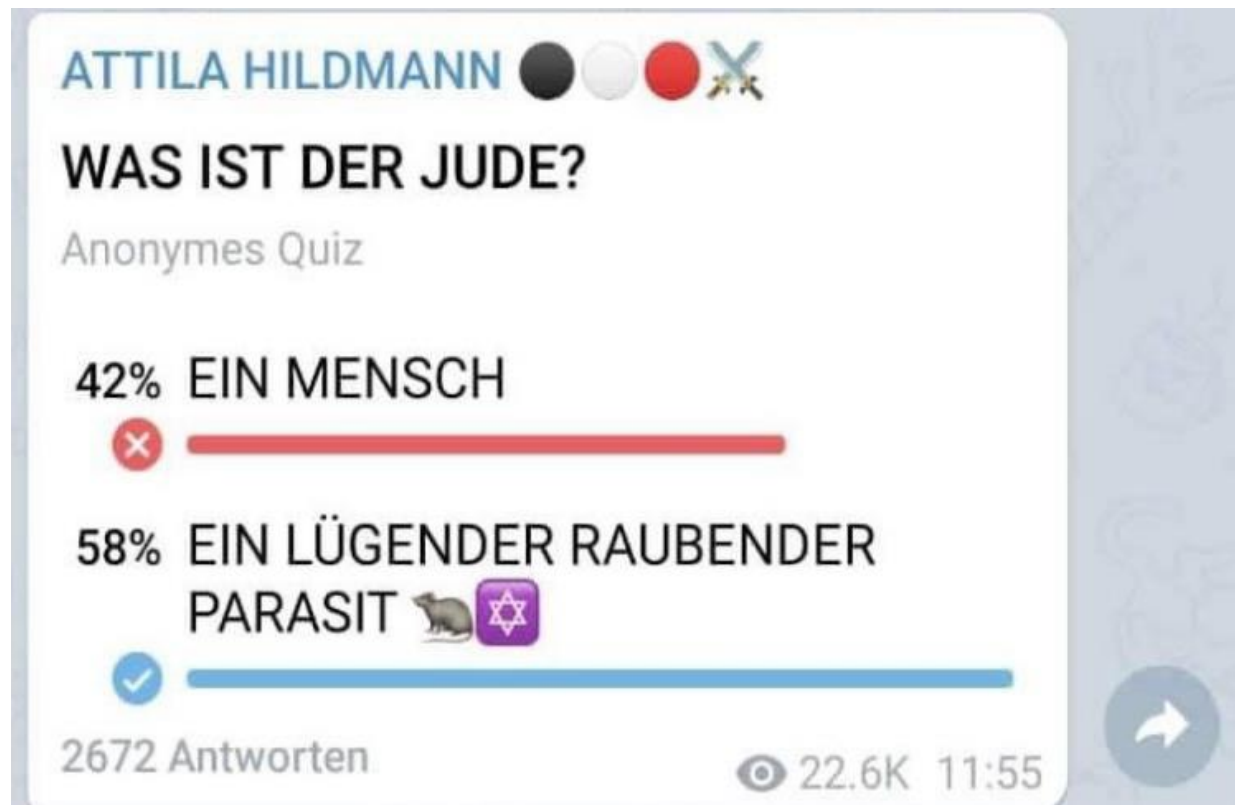 ATTILA HILDMANN ⚫⚪🔴⚔️
WAS IST DER JUDE?
Anonymes Quiz
42% EIN MENSCH
58% EIN LÜGENDER RAUBENDER
PARASIT 🐀✡️
2672 Antworten
22.6K 11:55